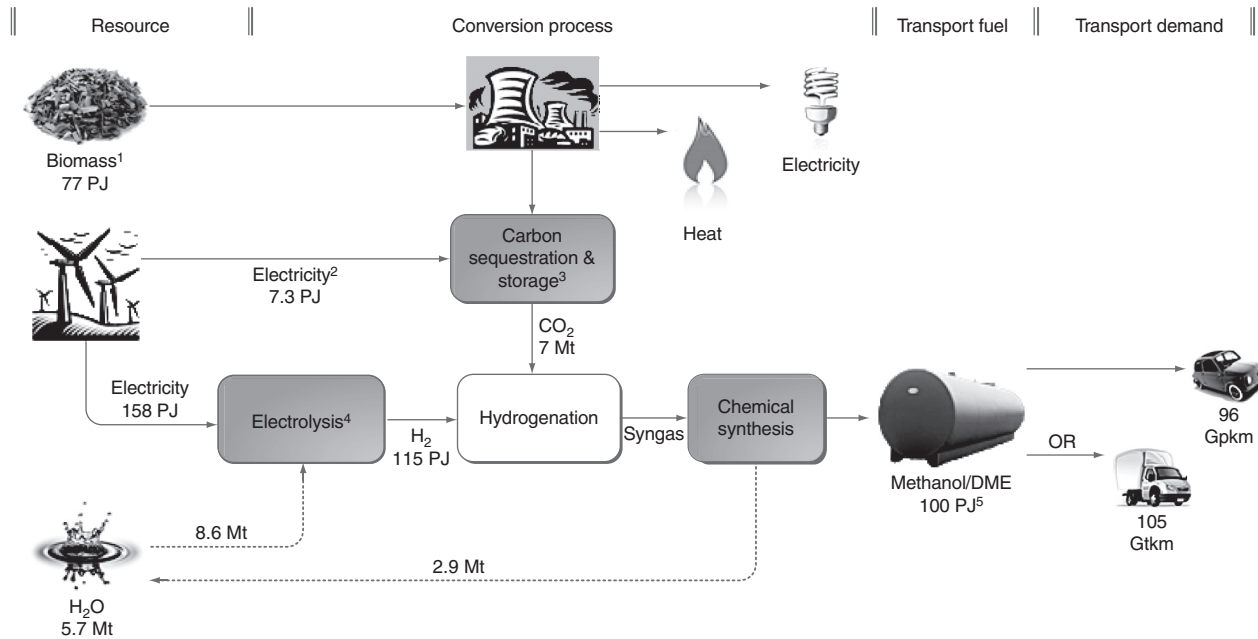 Resource
Conversion process
Transport fuel
Transport demand
Biomass¹
77 PJ
Electricity
Heat
Carbon
sequestration &
storage³
Electricity²
7.3 PJ
CO₂
7 Mt
Electricity
158 PJ
Electrolysis⁴
H₂
115 PJ
Hydrogenation
Syngas
Chemical
synthesis
Methanol/DME
100 PJ⁵
OR
96
Gpkm
105
Gtkm
8.6 Mt
2.9 Mt
H₂O
5.7 Mt